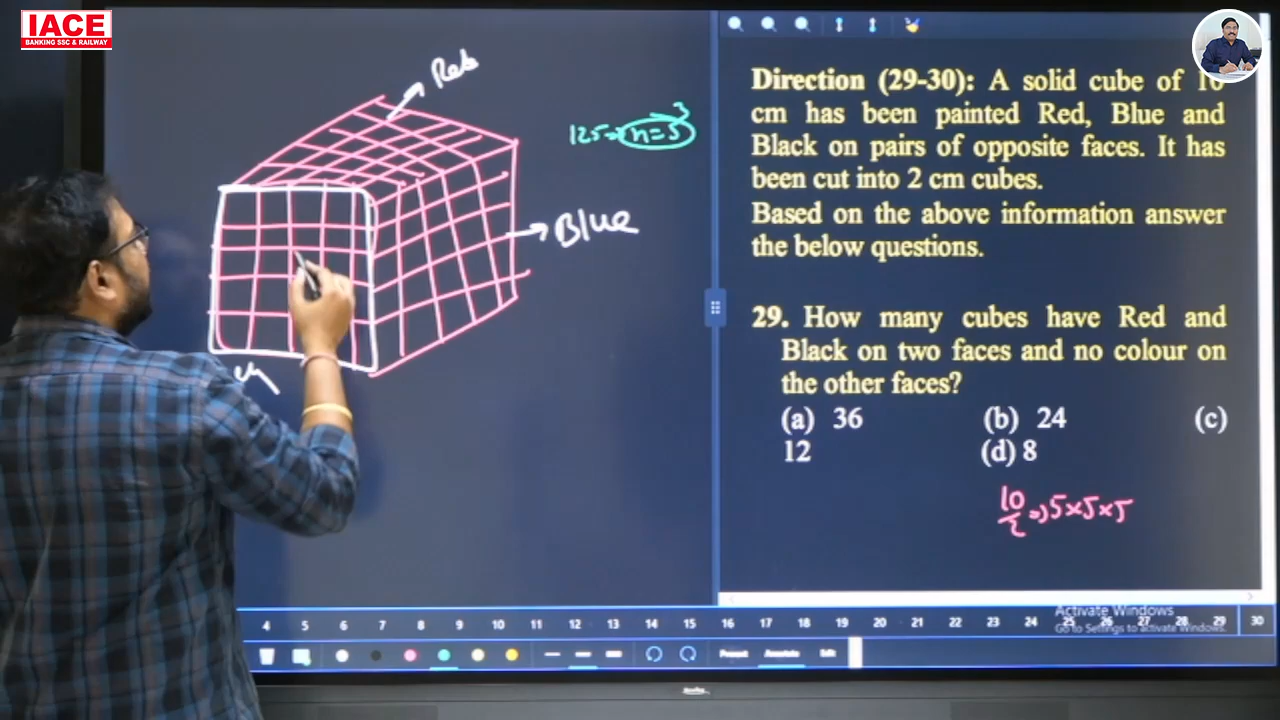 IACE
BANKING SSC & RAILWAY
Red
125 = n=5³
Blue
Direction (29-30): A solid cube of 10
cm has been painted Red, Blue and
Black on pairs of opposite faces. It has
been cut into 2 cm cubes.
Based on the above information answer
the below questions.
29. How many cubes have Red and
Black on two faces and no colour on
the other faces?
(a) 36 (b) 24 (c)
12 (d) 8
10/2 => 5×5×5
Activate Windows
Go to Settings to activate Windows.
4 5 6 7 8 9 10 11 12 13 14 15 16 17 18 19 20 21 22 23 24 25 26 27 28 29 30
Present Annotate Edit